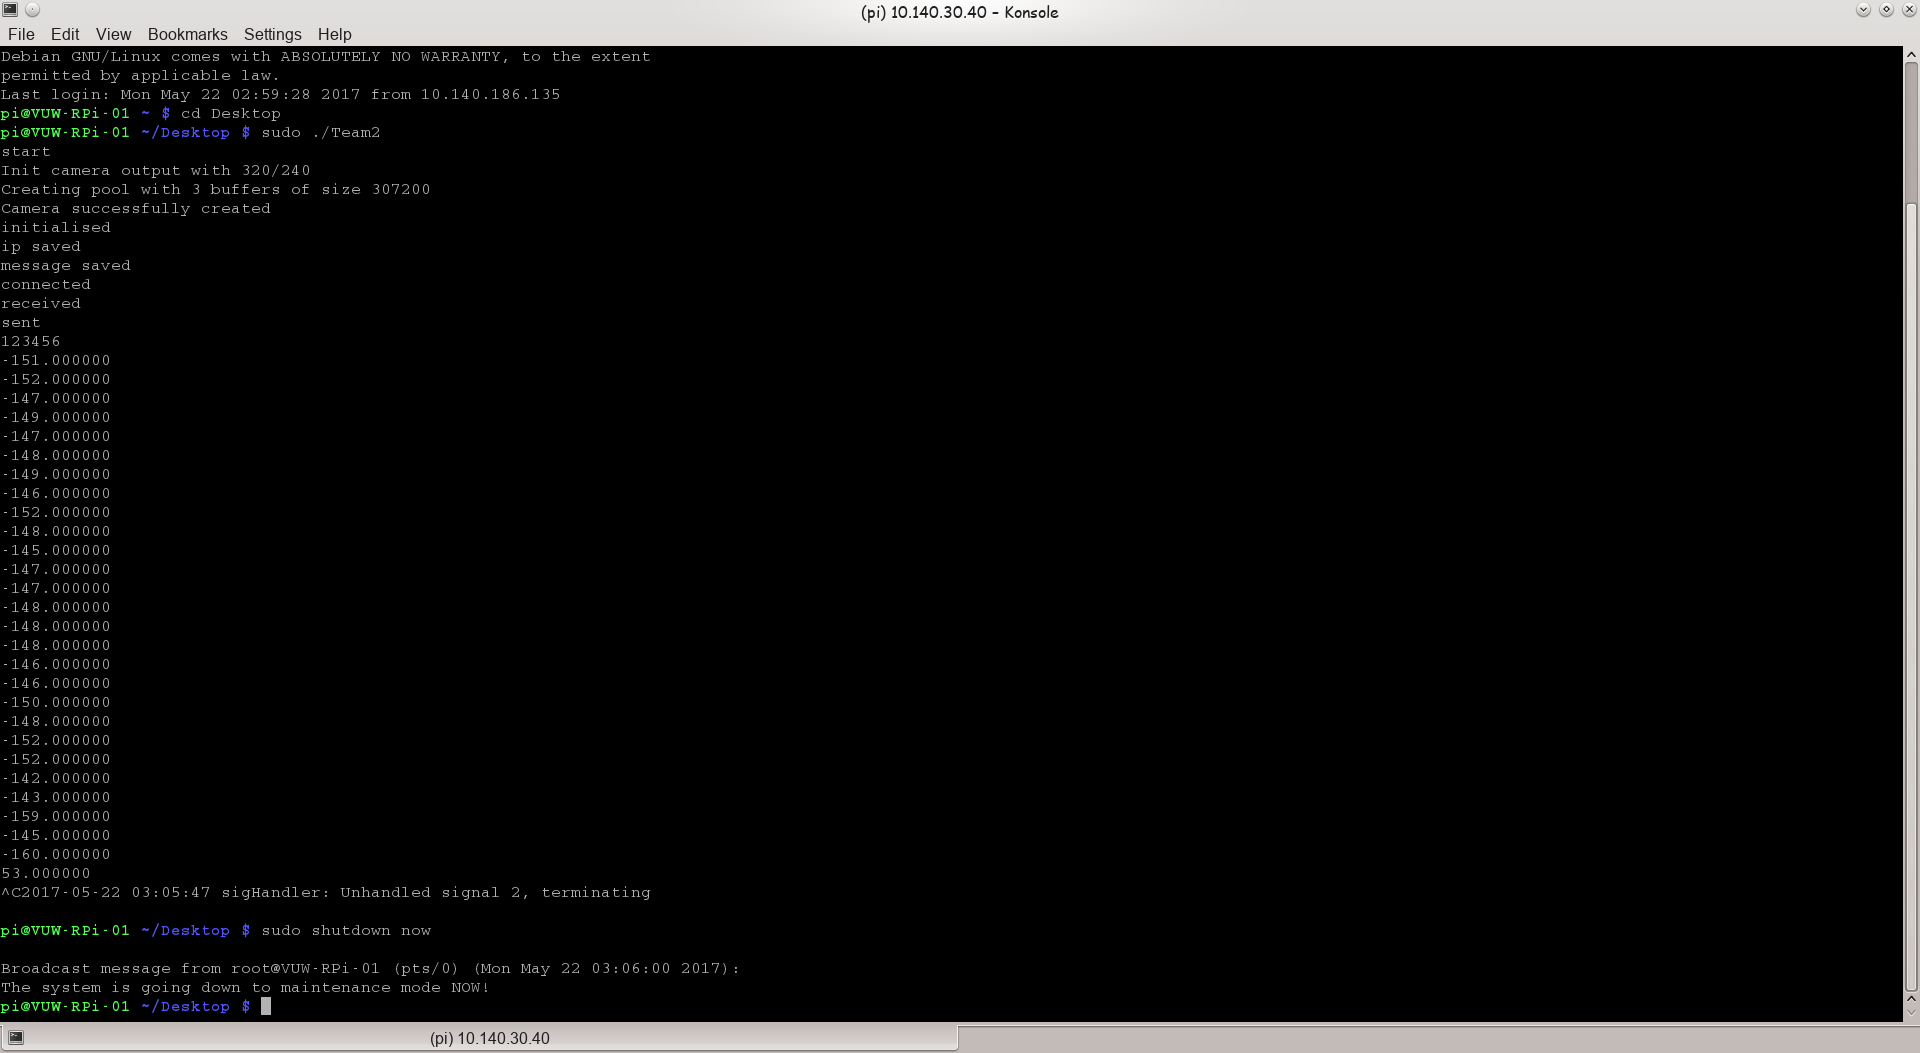 (pi) 10.140.30.40 – Konsole
File Edit View Bookmarks Settings Help
Debian GNU/Linux comes with ABSOLUTELY NO WARRANTY, to the extent
permitted by applicable law.
Last login: Mon May 22 02:59:28 2017 from 10.140.186.135
pi@VUW-RPi-01 ~ $ cd Desktop
pi@VUW-RPi-01 ~/Desktop $ sudo ./Team2
start
Init camera output with 320/240
Creating pool with 3 buffers of size 307200
Camera successfully created
initialised
ip saved
message saved
connected
received
sent
123456
-151.000000
-152.000000
-147.000000
-149.000000
-147.000000
-148.000000
-149.000000
-146.000000
-152.000000
-148.000000
-145.000000
-147.000000
-147.000000
-148.000000
-148.000000
-148.000000
-146.000000
-146.000000
-150.000000
-148.000000
-152.000000
-152.000000
-142.000000
-143.000000
-159.000000
-145.000000
-160.000000
53.000000
^C2017-05-22 03:05:47 sigHandler: Unhandled signal 2, terminating
pi@VUW-RPi-01 ~/Desktop $ sudo shutdown now
Broadcast message from root@VUW-RPi-01 (pts/0) (Mon May 22 03:06:00 2017):
The system is going down to maintenance mode NOW!
pi@VUW-RPi-01 ~/Desktop $
(pi) 10.140.30.40